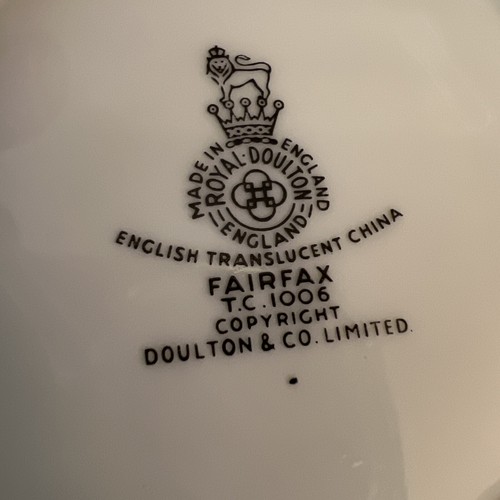 MADE IN ENGLAND
ROYAL·DOULTON
ENGLAND
ENGLISH TRANSLUCENT CHINA
FAIRFAX
T.C.1006
COPYRIGHT
DOULTON & CO. LIMITED.